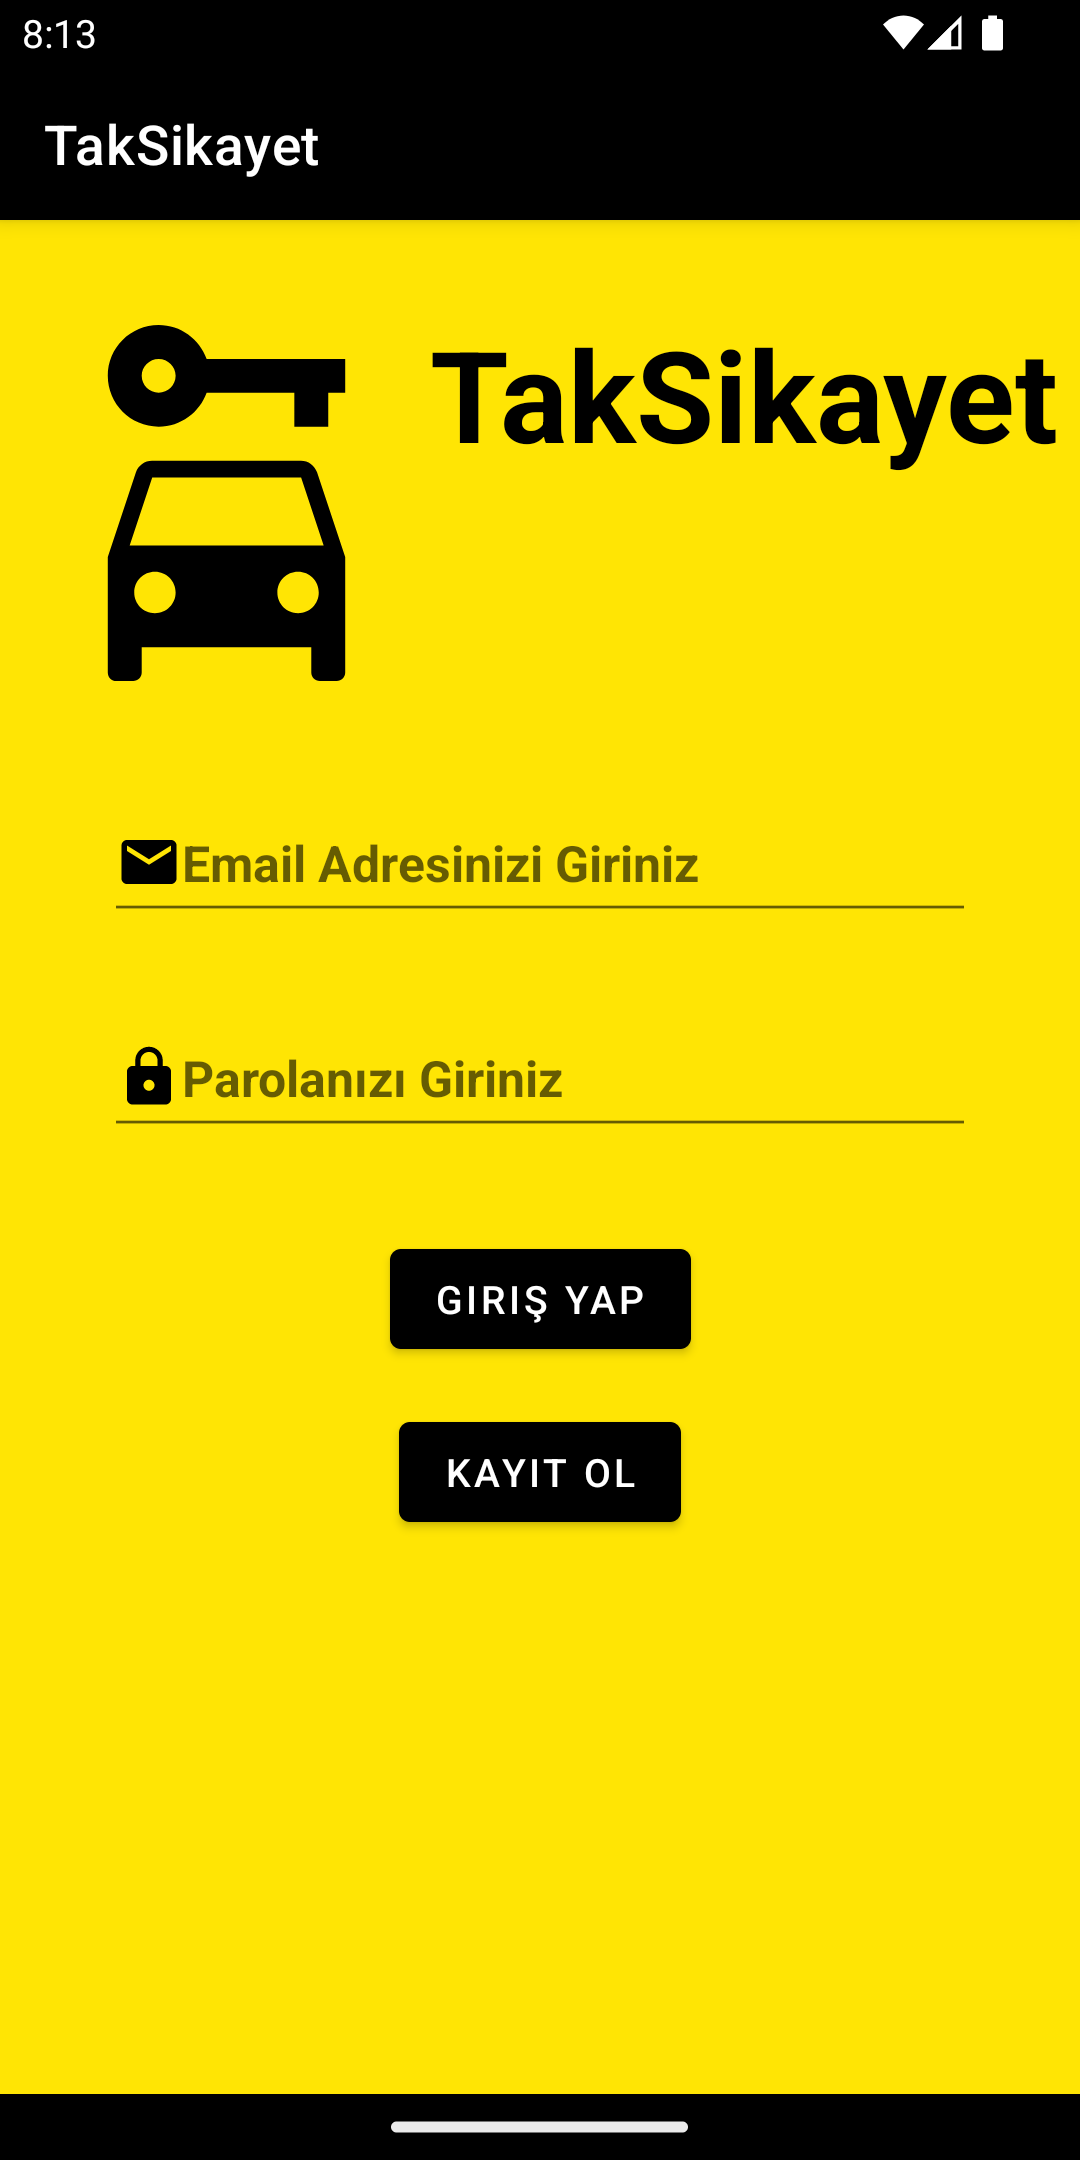 8:13
TakSikayet
TakSikayet
Email Adresinizi Giriniz
Parolanızı Giriniz
GIRIŞ YAP
KAYIT OL